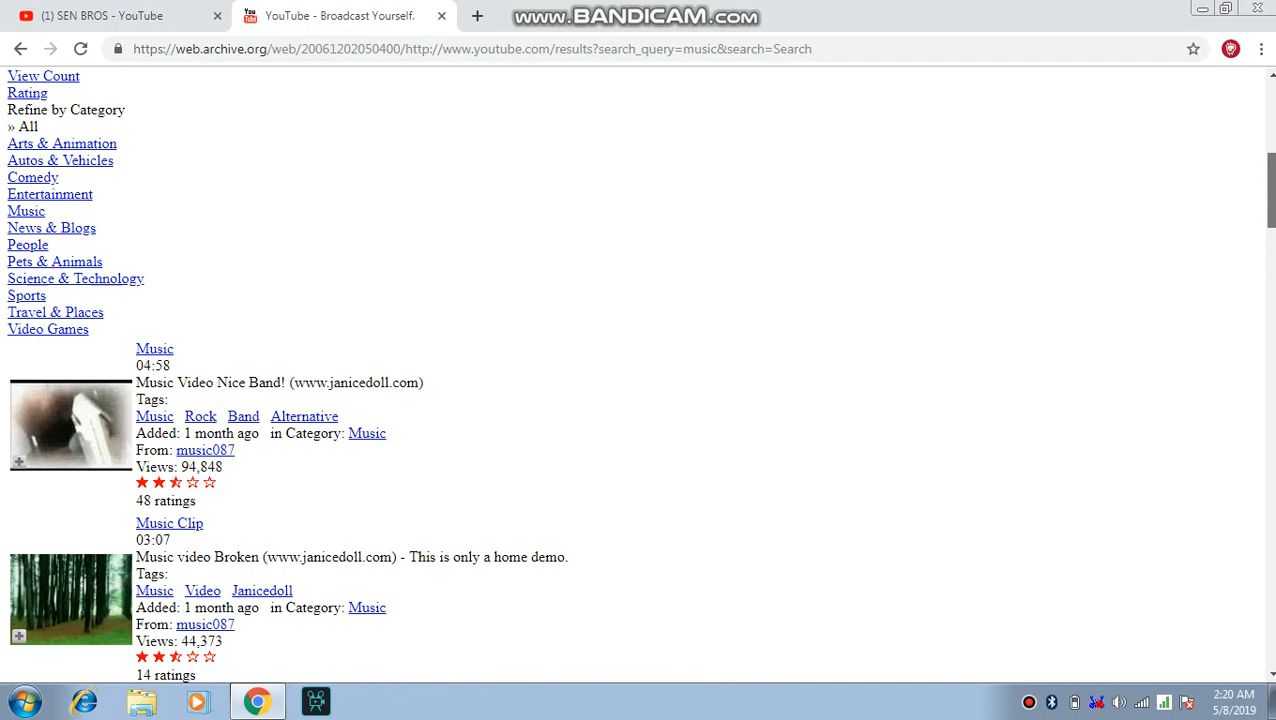 (1) SEN BROS - YouTube
YouTube - Broadcast Yourself.
www.BANDICAM.com
https://web.archive.org/web/20061202050400/http://www.youtube.com/results?search_query=music&search=Search
View Count
Rating
Refine by Category
» All
Arts & Animation
Autos & Vehicles
Comedy
Entertainment
Music
News & Blogs
People
Pets & Animals
Science & Technology
Sports
Travel & Places
Video Games
Music
04:58
Music Video Nice Band! (www.janicedoll.com)
Tags:
Music Rock Band Alternative
Added: 1 month ago in Category: Music
From: music087
Views: 94,848
48 ratings
Music Clip
03:07
Music video Broken (www.janicedoll.com) - This is only a home demo.
Tags:
Music Video Janicedoll
Added: 1 month ago in Category: Music
From: music087
Views: 44,373
14 ratings
2:20 AM
5/8/2019